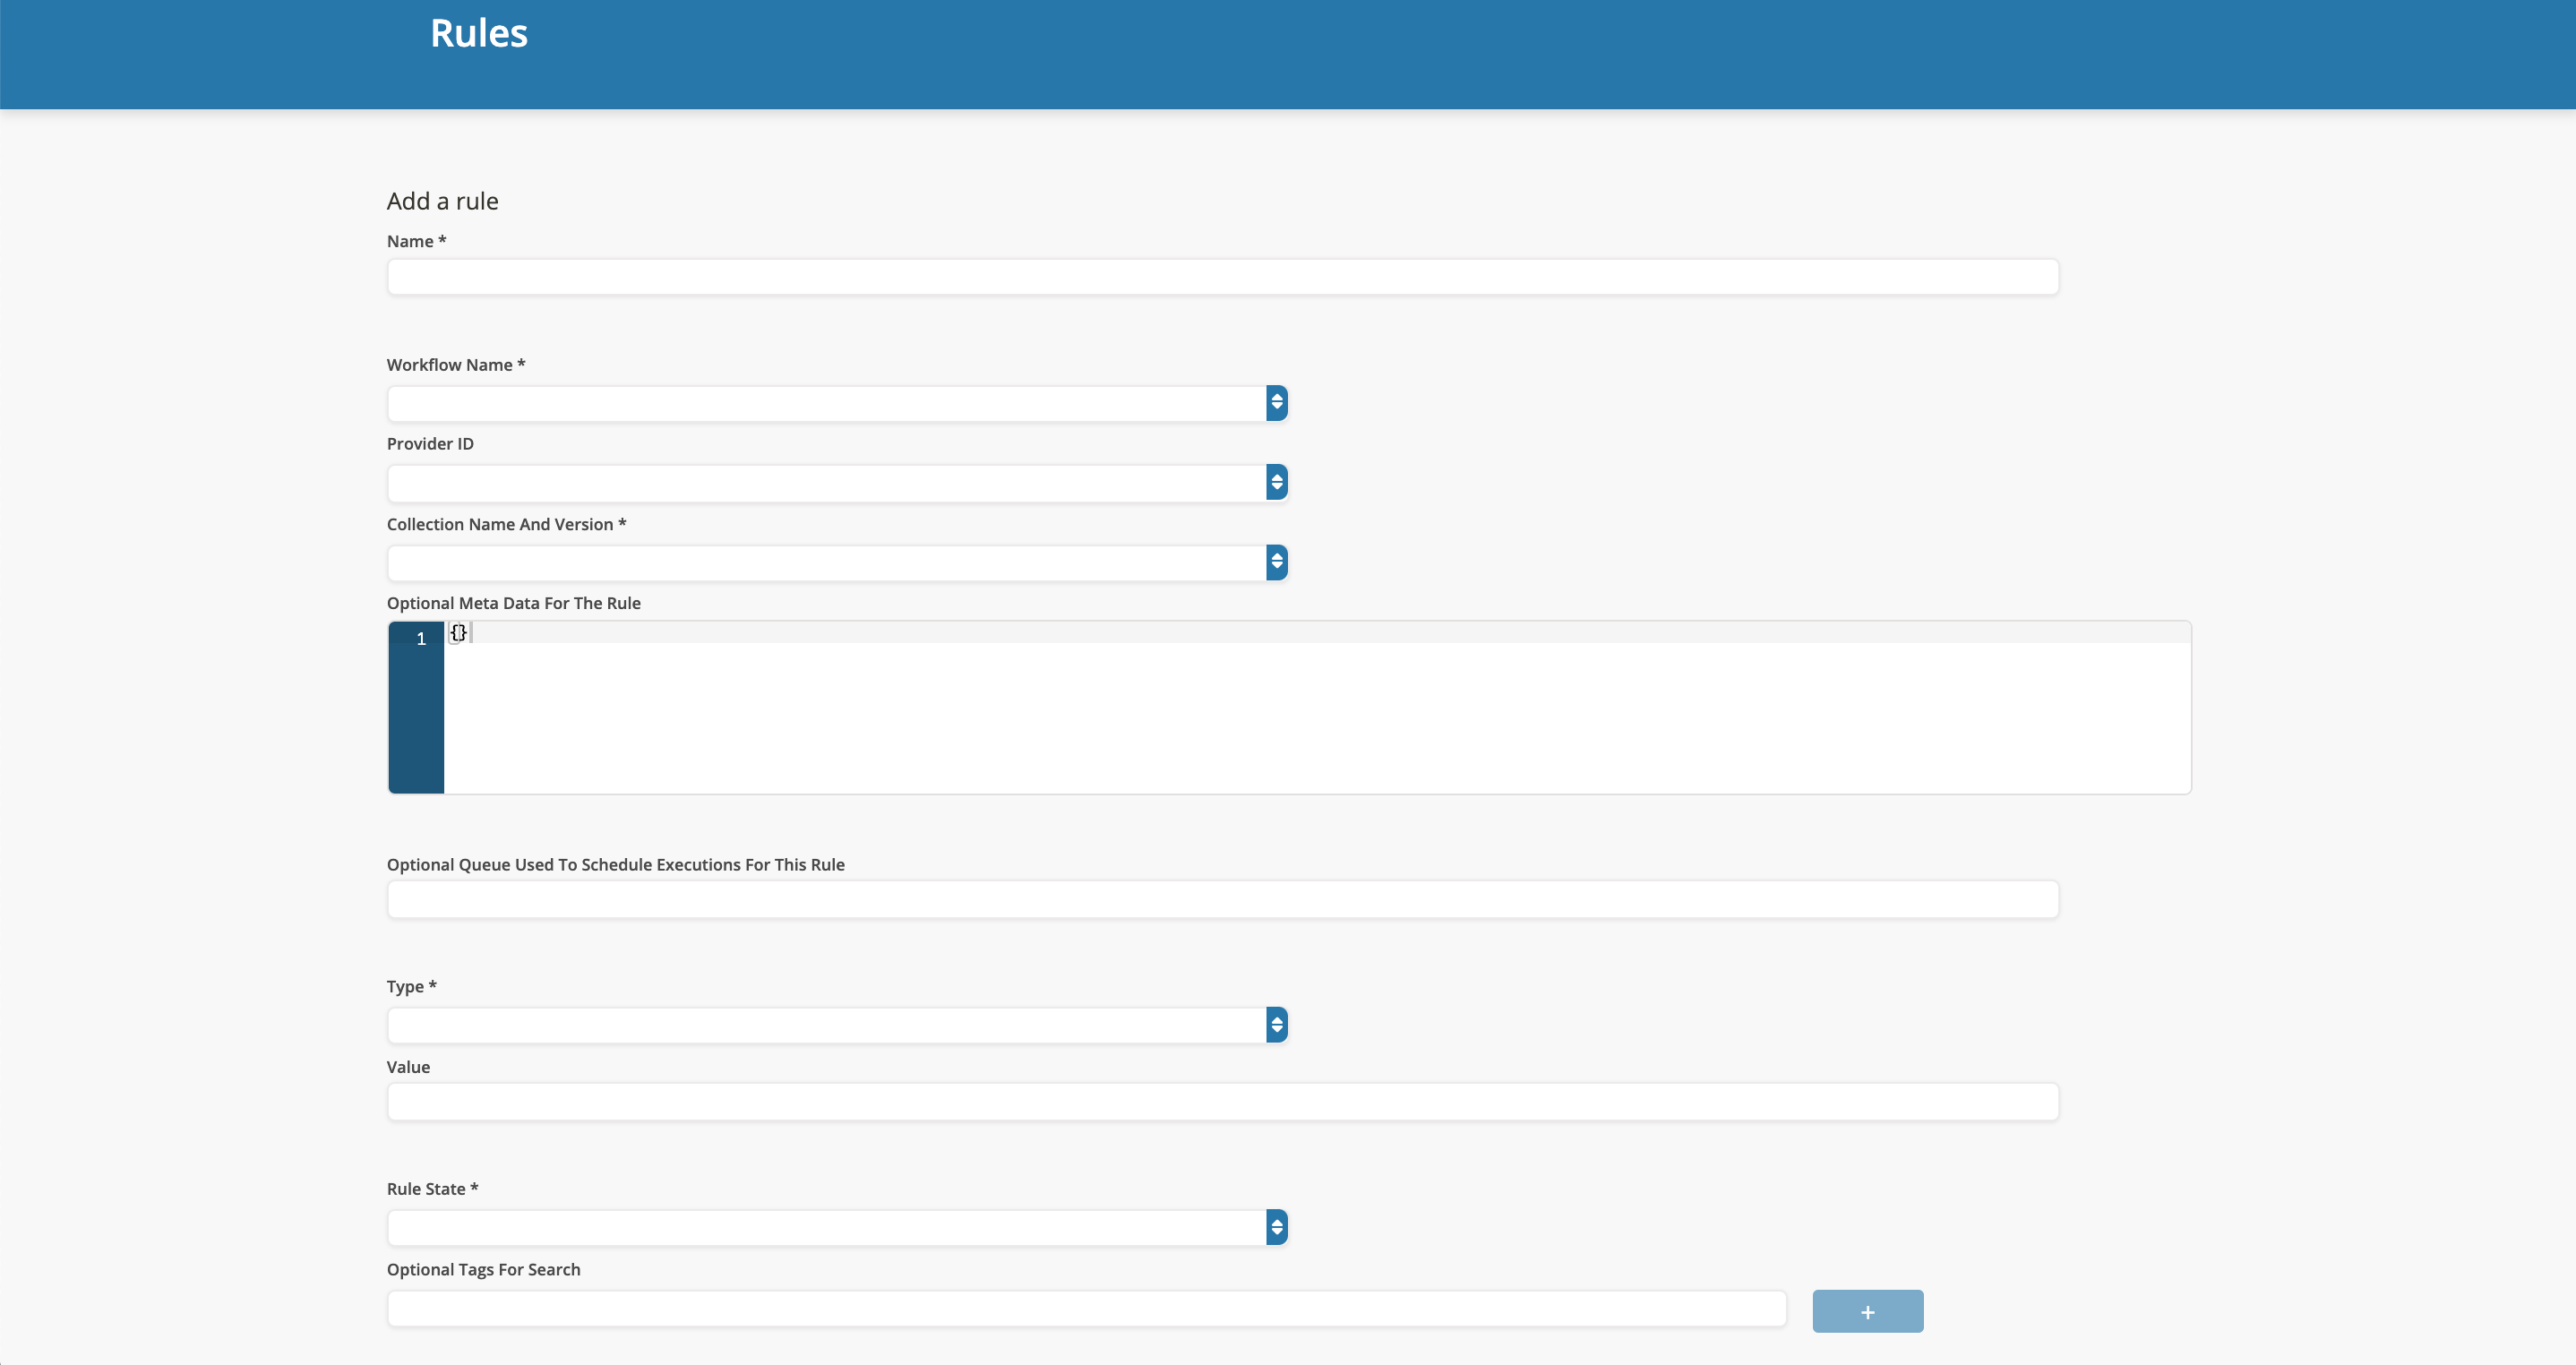 Rules
Add a rule
Name *
Workflow Name *
Provider ID
Collection Name And Version *
Optional Meta Data For The Rule
1 {}
Optional Queue Used To Schedule Executions For This Rule
Type *
Value
Rule State *
Optional Tags For Search
+